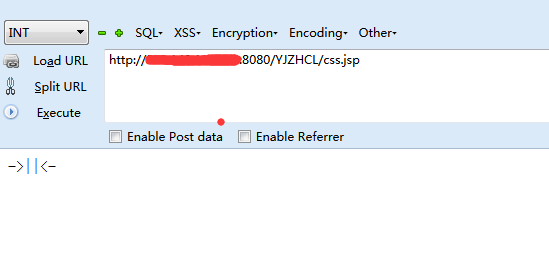 INT SQL XSS Encryption Encoding Other
Load URL
http://
:8080/YJZHCL/css.jsp
Split URL
Execute
Enable Post data Enable Referrer
->||<-